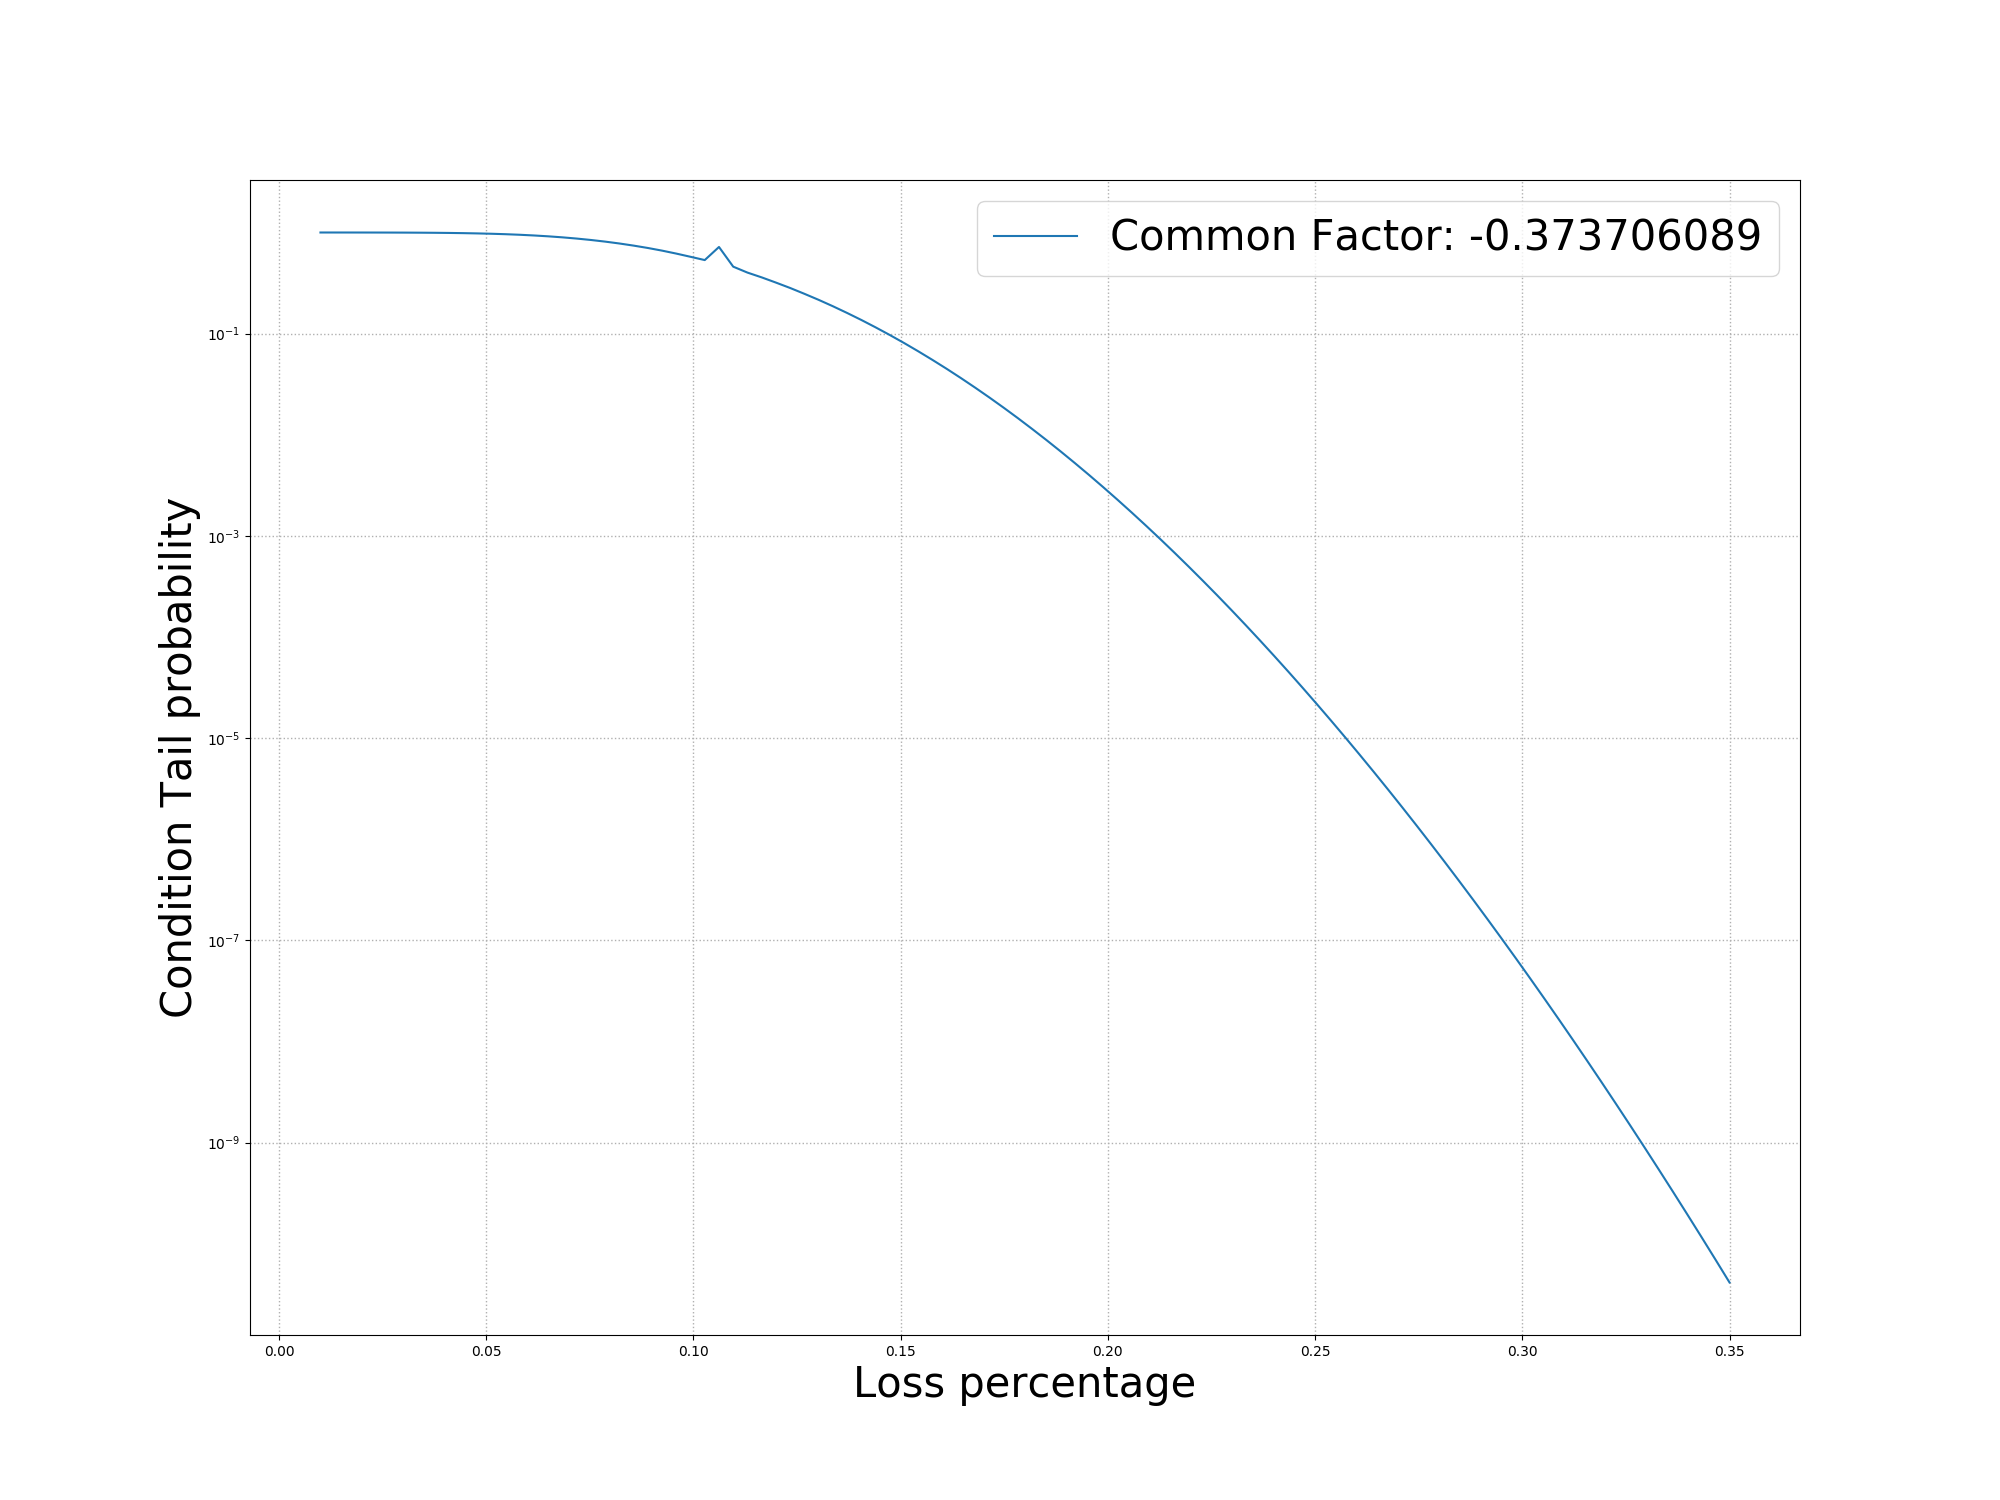 Common Factor: -0.373706089
Condition Tail probability
10⁻¹
10⁻³
10⁻⁵
10⁻⁷
10⁻⁹
0.00 0.05 0.10 0.15 0.20 0.25 0.30 0.35
Loss percentage